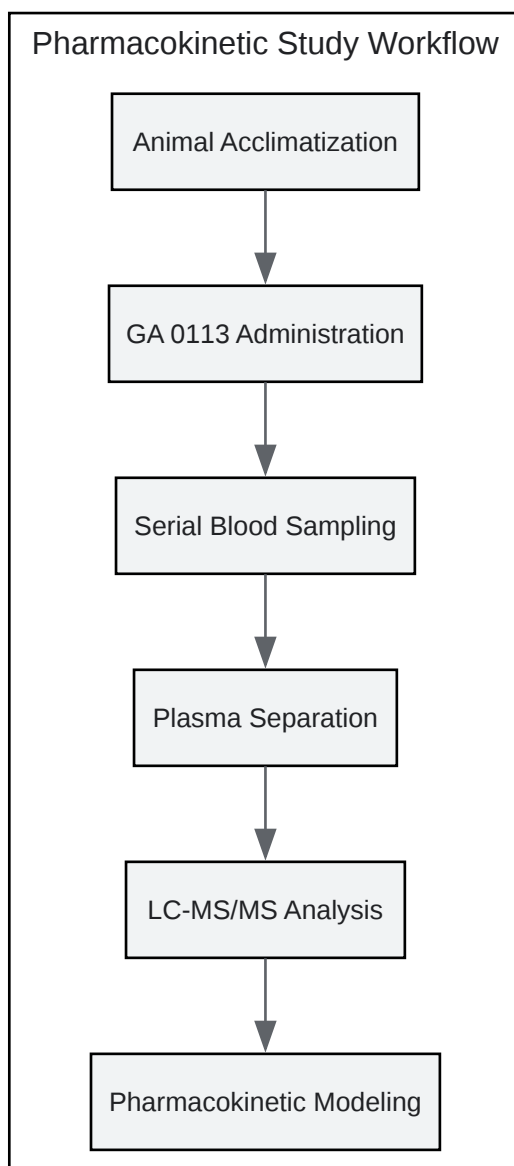 Pharmacokinetic Study Workflow
Animal Acclimatization
GA 0113 Administration
Serial Blood Sampling
Plasma Separation
LC-MS/MS Analysis
Pharmacokinetic Modeling